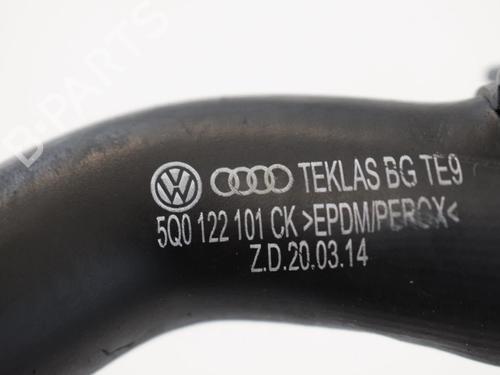 B-PARTS
TEKLAS BG TE9
5Q0 122 101 CK >EPDM/PEROX<
Z.D.20.03.14